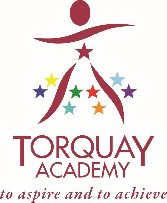 TORQUAY
ACADEMY
to aspire and to achieve